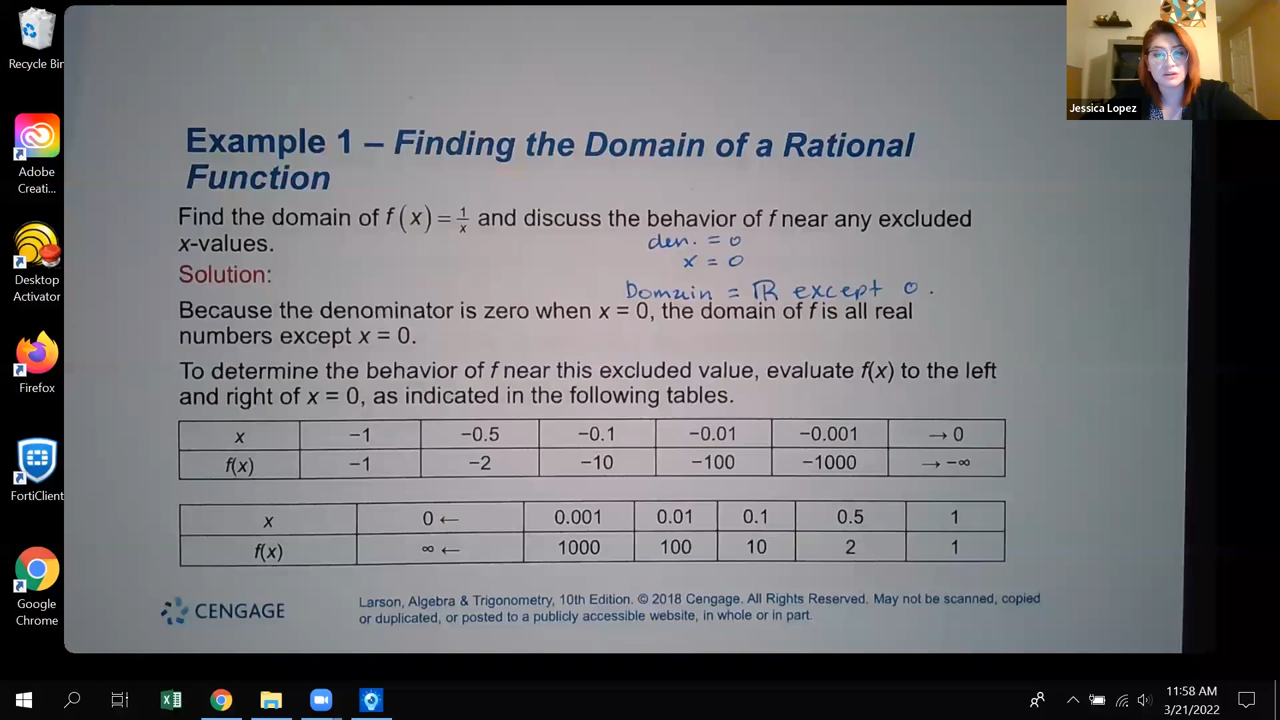 Recycle Bin
Adobe
Creati...
Desktop
Activator
Firefox
FortiClient
Google
Chrome
Jessica Lopez
Example 1 – Finding the Domain of a Rational
Function
Find the domain of f(x) = 1/x and discuss the behavior of f near any excluded
x-values.
den. = 0
x = 0
Solution:
Domain = ℝ except 0.
Because the denominator is zero when x = 0, the domain of f is all real
numbers except x = 0.
To determine the behavior of f near this excluded value, evaluate f(x) to the left
and right of x = 0, as indicated in the following tables.
x −1 −0.5 −0.1 −0.01 −0.001 → 0
f(x) −1 −2 −10 −100 −1000 → −∞
x 0 ← 0.001 0.01 0.1 0.5 1
f(x) ∞ ← 1000 100 10 2 1
CENGAGE
Larson, Algebra & Trigonometry, 10th Edition. © 2018 Cengage. All Rights Reserved. May not be scanned, copied
or duplicated, or posted to a publicly accessible website, in whole or in part.
11:58 AM
3/21/2022